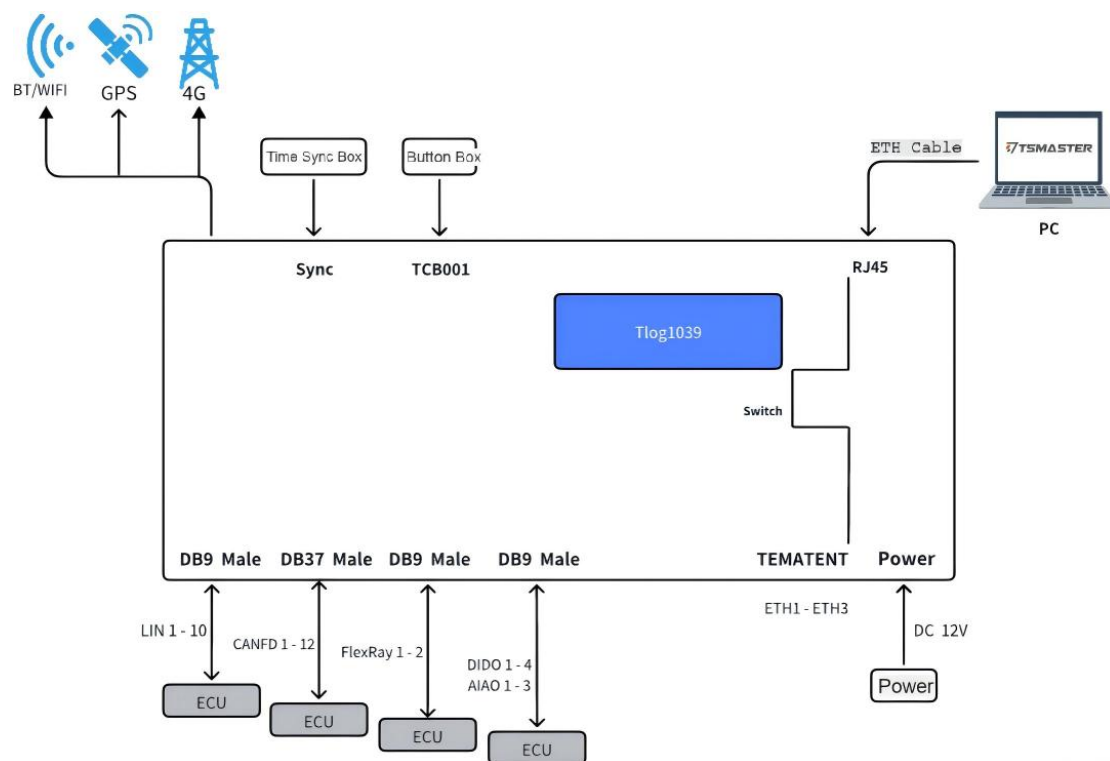 BT/WIFI
GPS
4G
Time Sync Box
Button Box
ETH Cable
TSMASTER
PC
Sync
TCB001
RJ45
Tlog1039
Switch
DB9 Male
DB37 Male
DB9 Male
DB9 Male
TEMATENT
Power
ETH1 - ETH3
LIN 1 - 10
CANFD 1 - 12
FlexRay 1 - 2
DIDO 1 - 4
AIAO 1 - 3
DC 12V
ECU
ECU
ECU
ECU
Power